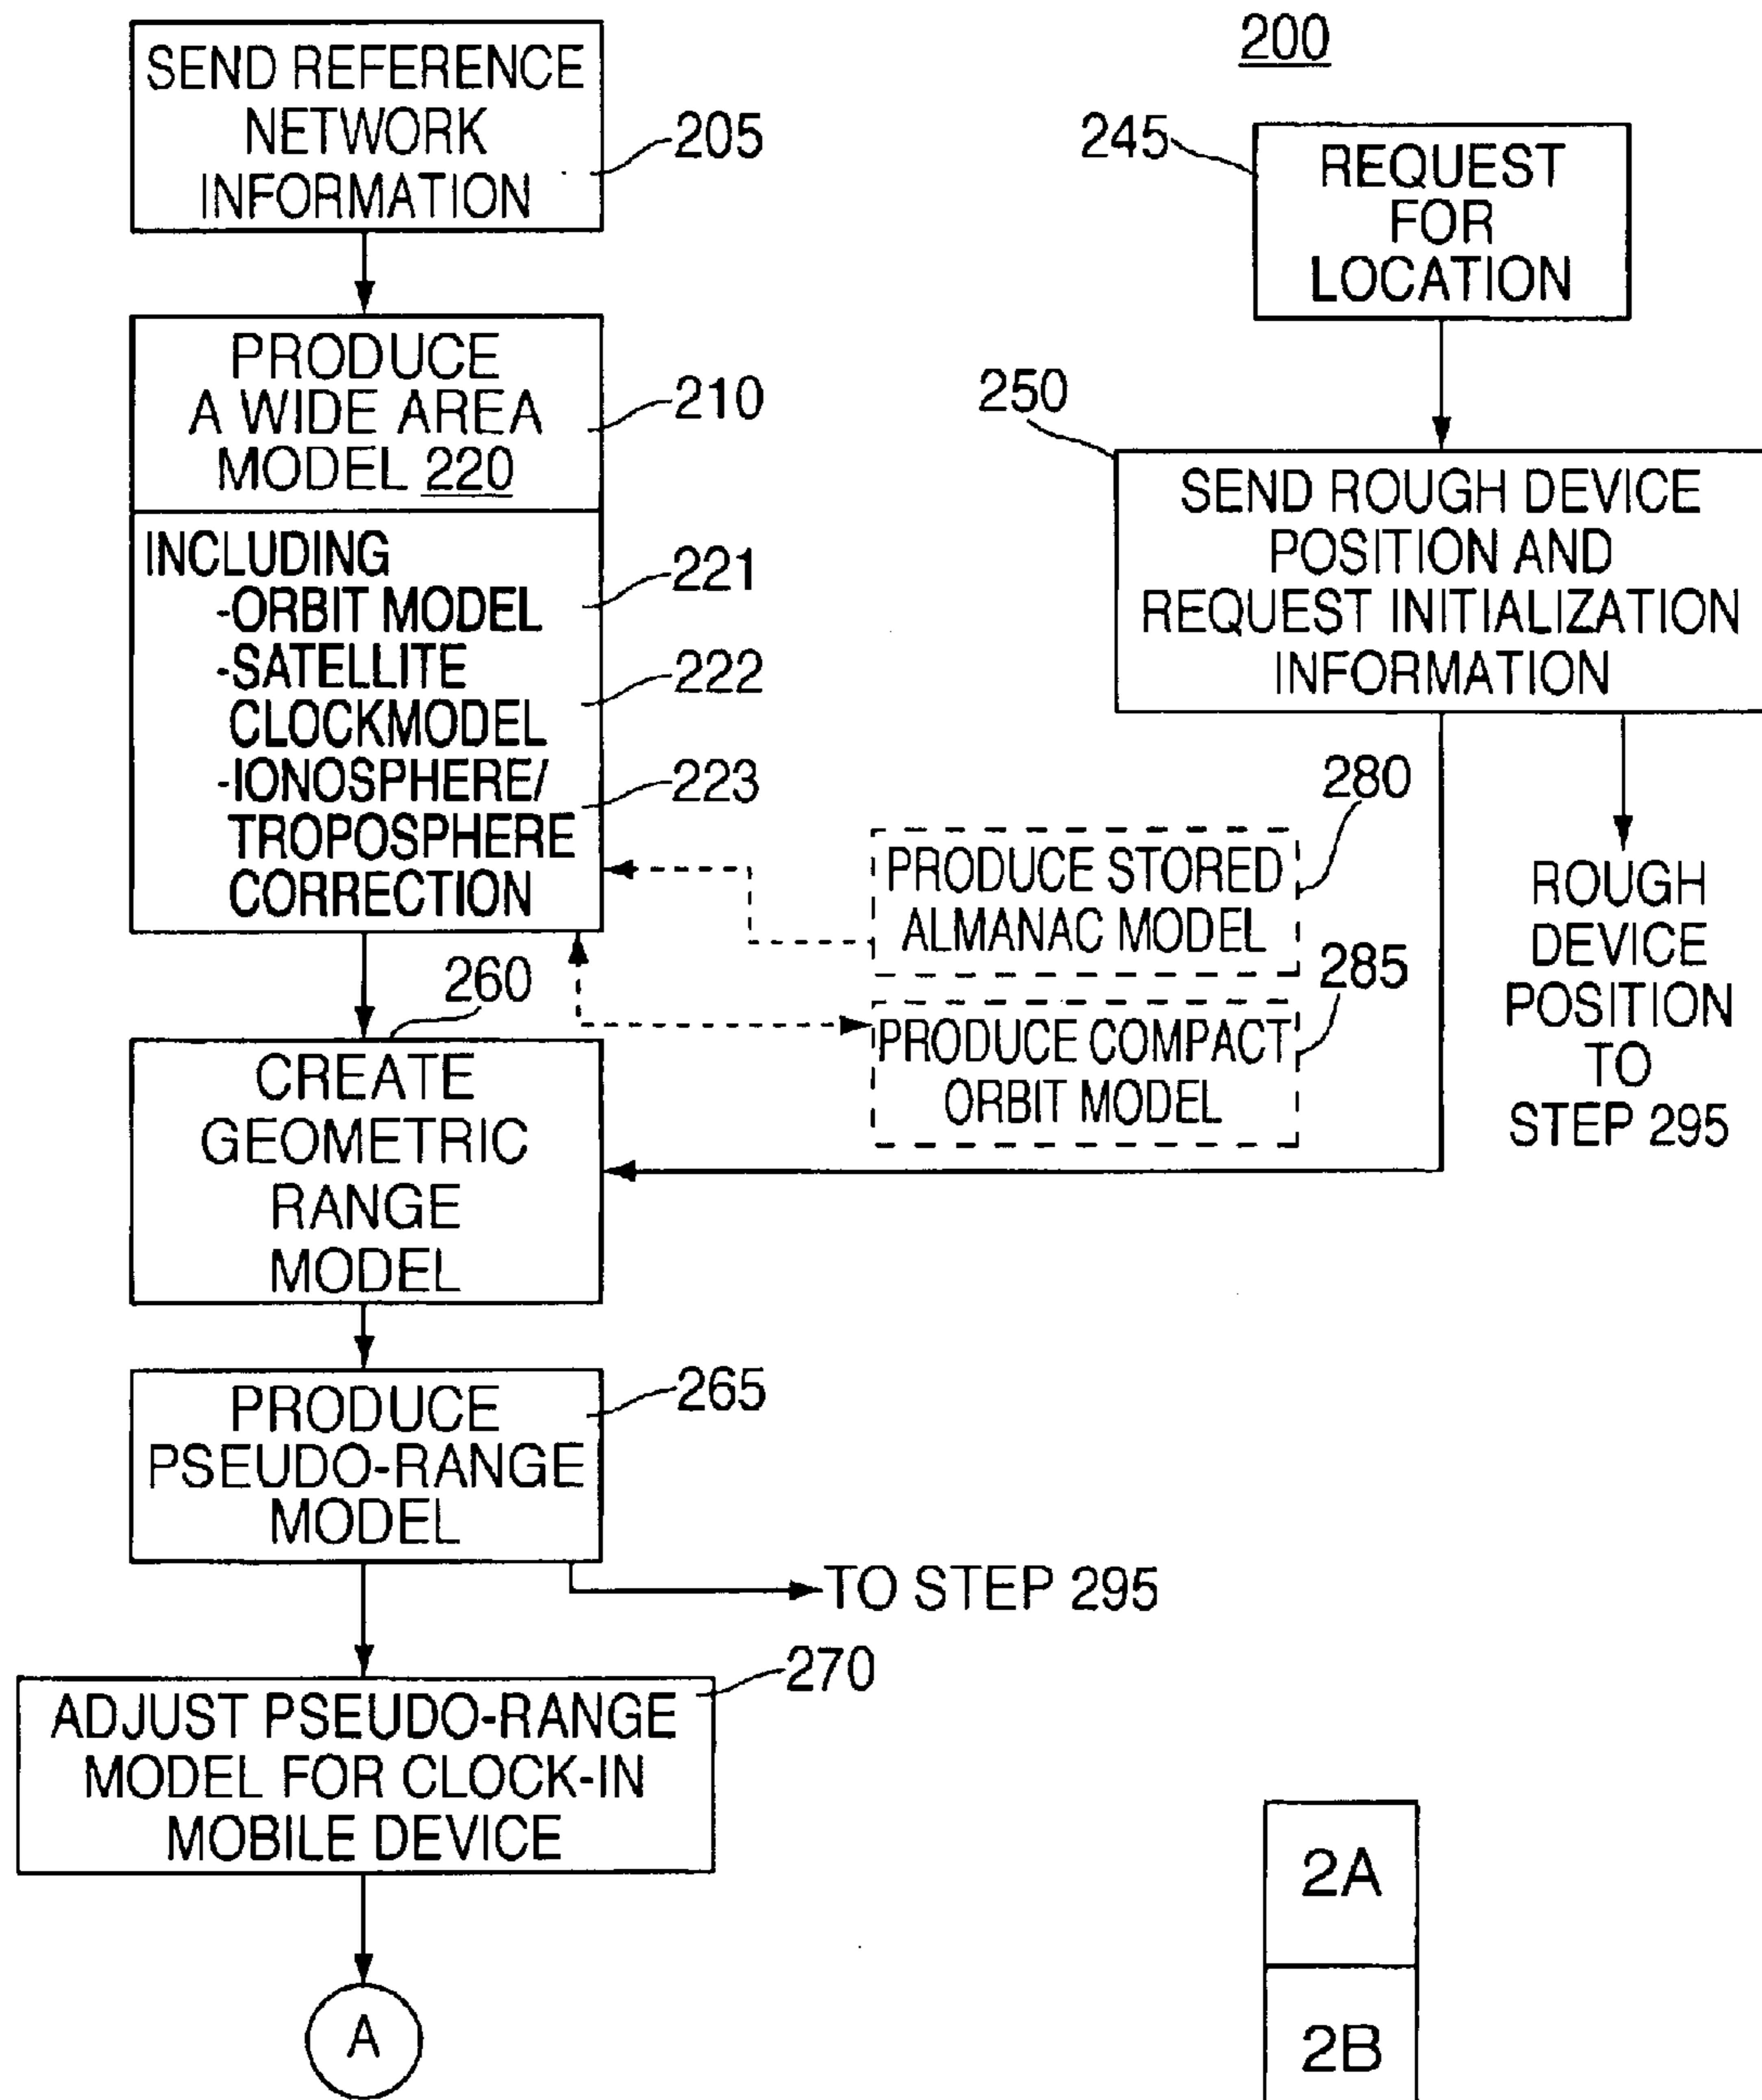 200
SEND REFERENCE
NETWORK
INFORMATION
205
PRODUCE
A WIDE AREA
MODEL 220
210
INCLUDING
-ORBIT MODEL
-SATELLITE
CLOCKMODEL
-IONOSPHERE/
TROPOSPHERE
CORRECTION
221
222
223
245
REQUEST
FOR
LOCATION
250
SEND ROUGH DEVICE
POSITION AND
REQUEST INITIALIZATION
INFORMATION
280
PRODUCE STORED
ALMANAC MODEL
285
PRODUCE COMPACT
ORBIT MODEL
ROUGH
DEVICE
POSITION
TO
STEP 295
260
CREATE
GEOMETRIC
RANGE
MODEL
PRODUCE
PSEUDO-RANGE
MODEL
265
TO STEP 295
270
ADJUST PSEUDO-RANGE
MODEL FOR CLOCK-IN
MOBILE DEVICE
A
2A
2B